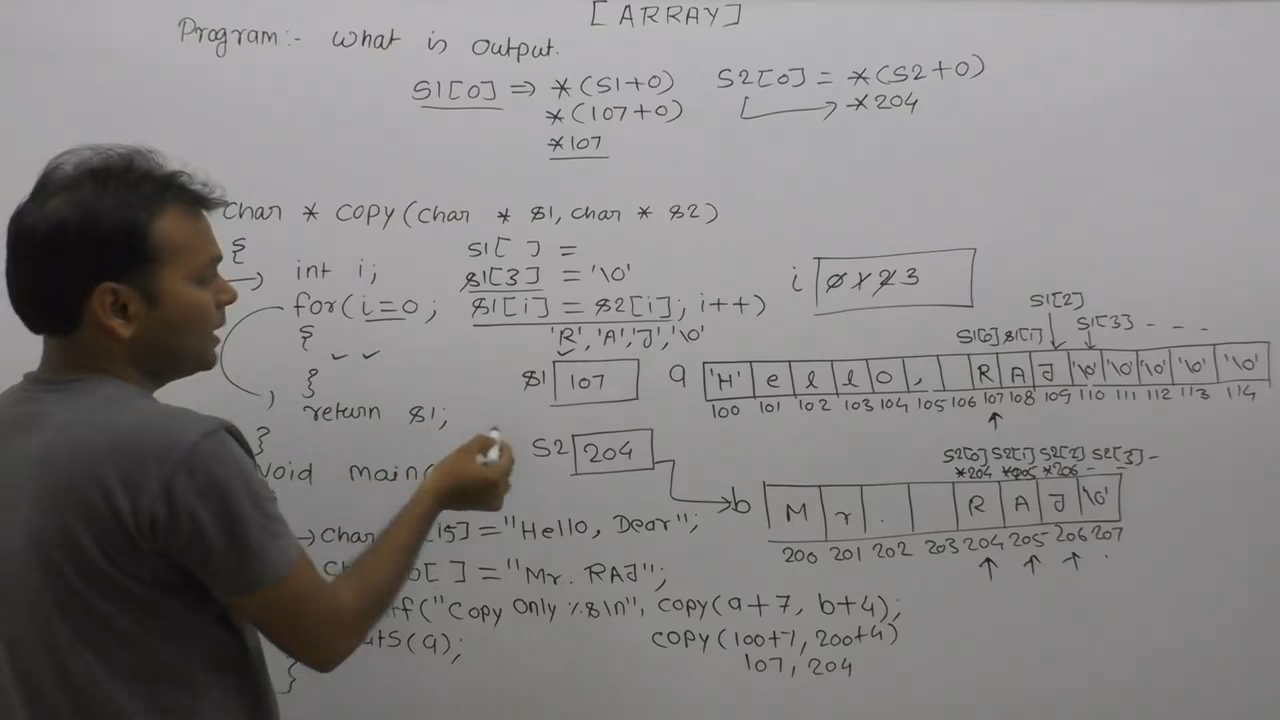 [ARRAY]
Program:- What is output.
S1[0] ⇒ *(S1+0) S2[0] = *(S2+0)
*(107+0) *204
*107
Char * COPY(char * S1, char * S2)
{ S1[ ] =
int i; S1[3] = '\0' i 0 1 2 3
for(i=0; S1[i] = S2[i]; i++) S1[2]
{ 'R','A','J','\0' S1[0] S1[1] S1[3] - - -
S1 107 a 'H' e l l o , R A J '\0' '\0' '\0' '\0' '\0'
} 100 101 102 103 104 105 106 107 108 109 110 111 112 113 114
return S1;
} S2 204 S2[0] S2[1] S2[2] S2[3] -
Void main( *204 *205 *206 -
b M r . R A J '\0'
Char [15]="Hello, Dear"; 200 201 202 203 204 205 206 207
[ ]="Mr. RAJ";
f("Copy Only %s\n", COPY(a+7, b+4);
S(a); COPY(100+7, 200+4)
} 107, 204